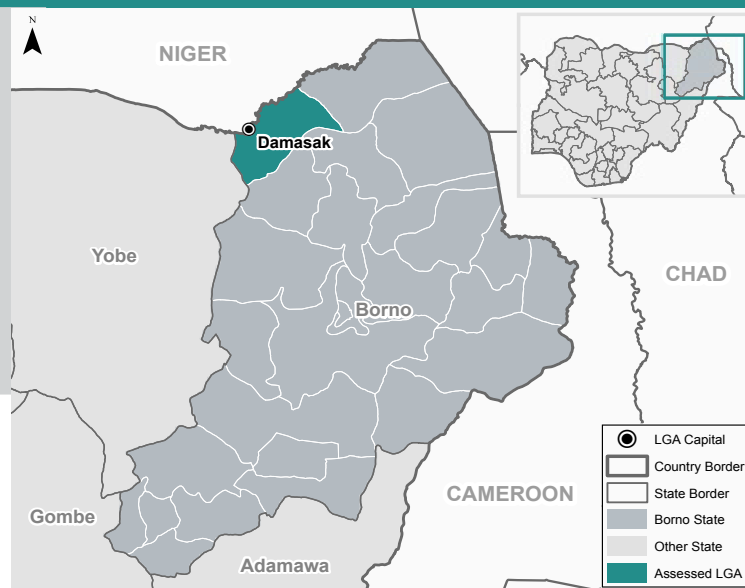 N
NIGER
Damasak
Yobe
CHAD
Borno
LGA Capital
Country Border
State Border
Borno State
Other State
Assessed LGA
CAMEROON
Gombe
Adamawa